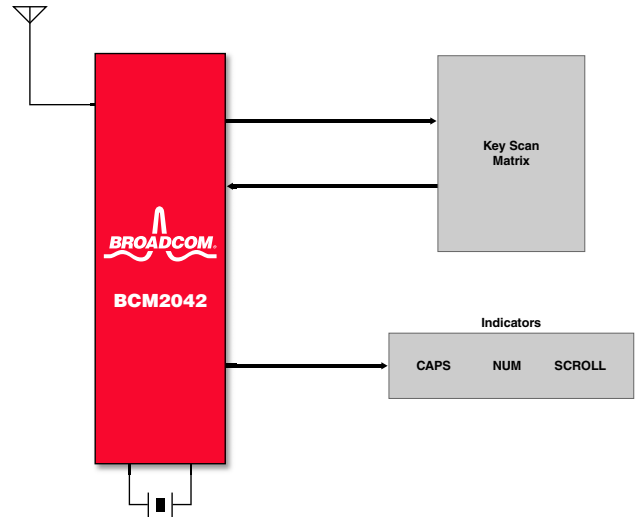 Key Scan
Matrix
BROADCOM®
BCM2042
Indicators
CAPS NUM SCROLL